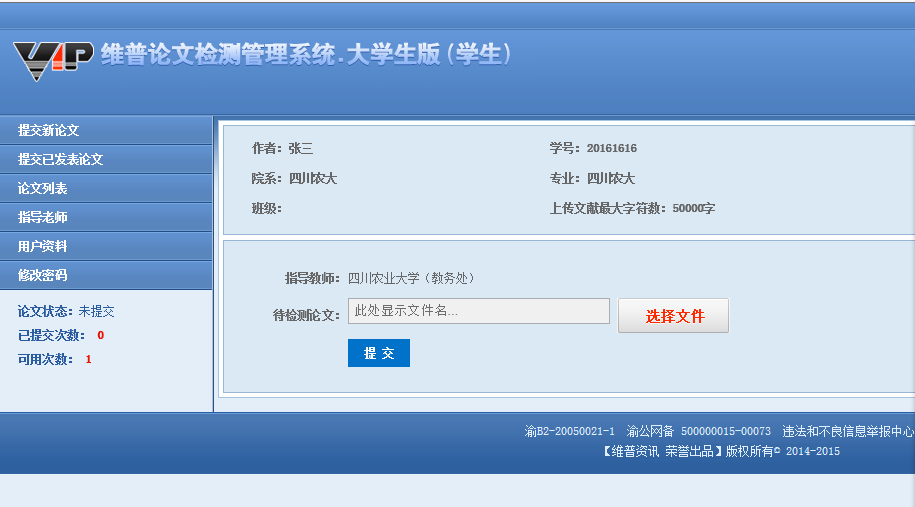 VIP 维普论文检测管理系统.大学生版(学生)
提交新论文
提交已发表论文
论文列表
指导老师
用户资料
修改密码
论文状态：未提交
已提交次数： 0
可用次数： 1
作者：张三 学号：20161616
院系：四川农大 专业：四川农大
班级： 上传文献最大字符数：50000字
指导教师：四川农业大学（教务处）
待检测论文：此处显示文件名... 选择文件
提 交
渝B2-20050021-1 渝公网备 500000015-00073 违法和不良信息举报中心
【维普资讯 荣誉出品】版权所有© 2014-2015